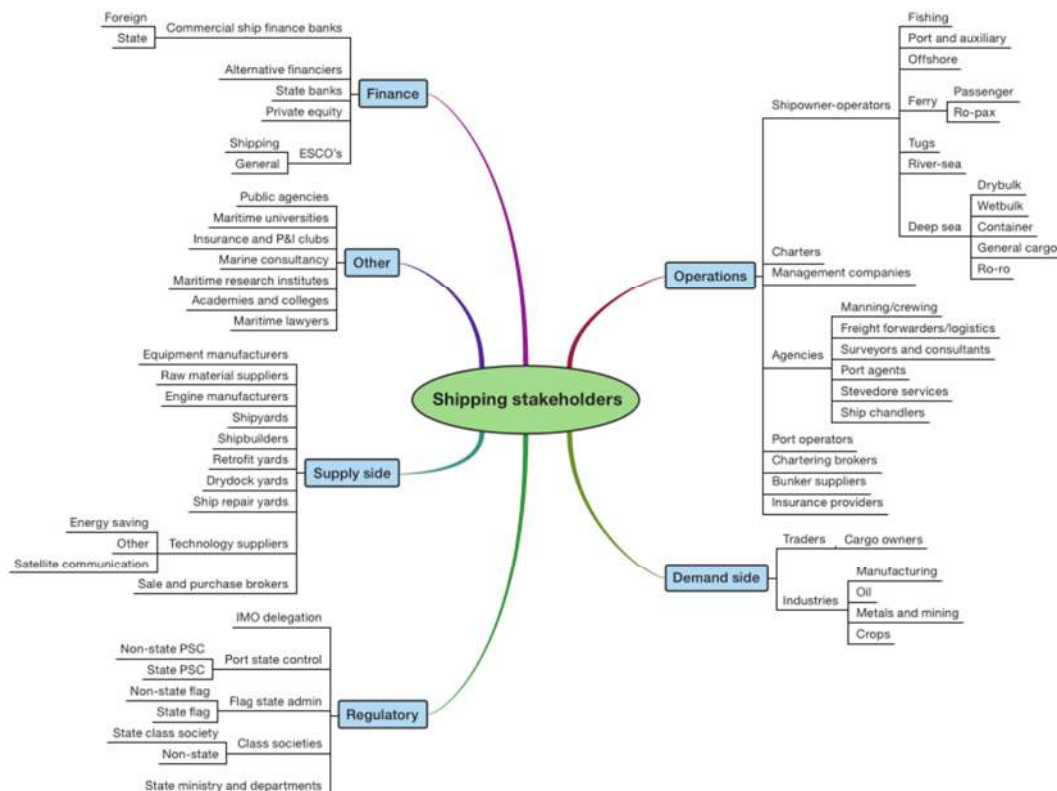 Shipping stakeholders
Finance
Commercial ship finance banks
Foreign
State
Alternative financiers
State banks
Private equity
ESCO's
Shipping
General
Other
Public agencies
Maritime universities
Insurance and P&I clubs
Marine consultancy
Maritime research institutes
Academies and colleges
Maritime lawyers
Supply side
Equipment manufacturers
Raw material suppliers
Engine manufacturers
Shipyards
Shipbuilders
Retrofit yards
Drydock yards
Ship repair yards
Technology suppliers
Energy saving
Other
Satellite communication
Sale and purchase brokers
Regulatory
IMO delegation
Port state control
Non-state PSC
State PSC
Flag state admin
Non-state flag
State flag
Class societies
State class society
Non-state
State ministry and departments
Operations
Shipowner-operators
Fishing
Port and auxiliary
Offshore
Ferry
Passenger
Ro-pax
Tugs
River-sea
Deep sea
Drybulk
Wetbulk
Container
General cargo
Ro-ro
Charters
Management companies
Agencies
Manning/crewing
Freight forwarders/logistics
Surveyors and consultants
Port agents
Stevedore services
Ship chandlers
Port operators
Chartering brokers
Bunker suppliers
Insurance providers
Demand side
Traders
Cargo owners
Industries
Manufacturing
Oil
Metals and mining
Crops